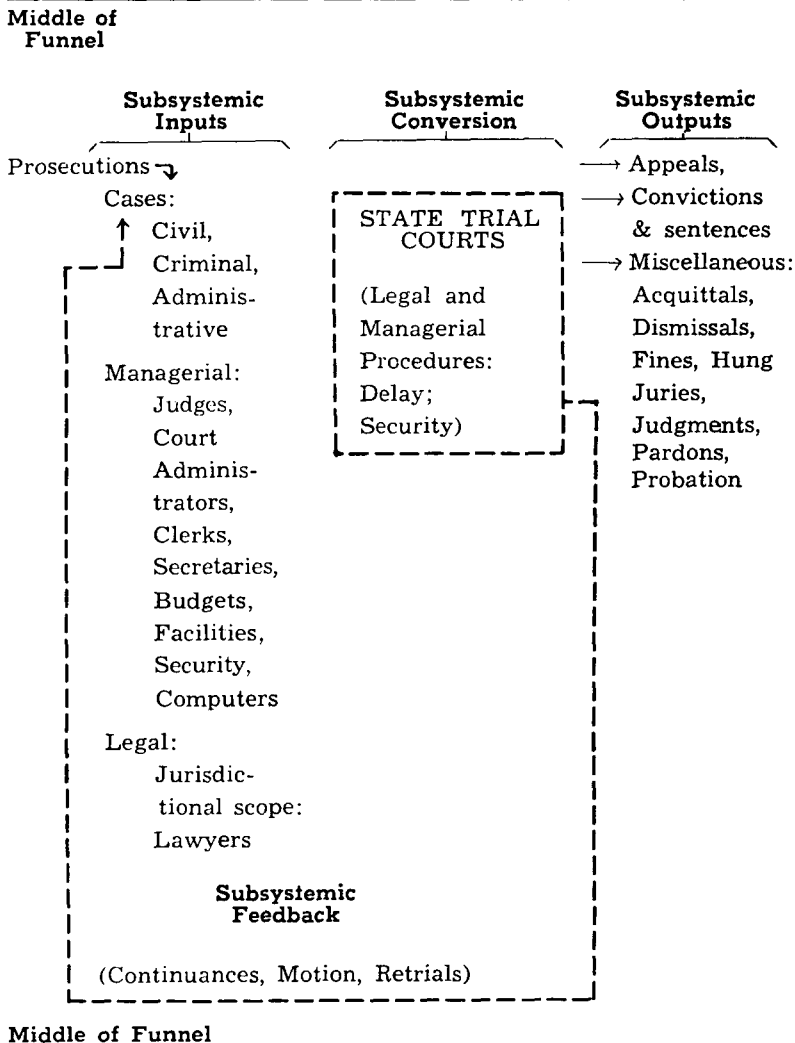 Middle of
Funnel
Subsystemic
Inputs
Prosecutions
Cases:
Civil,
Criminal,
Adminis-
trative
Managerial:
Judges,
Court
Adminis-
trators,
Clerks,
Secretaries,
Budgets,
Facilities,
Security,
Computers
Legal:
Jurisdic-
tional scope:
Lawyers
Subsystemic
Conversion
STATE TRIAL
COURTS
(Legal and
Managerial
Procedures:
Delay;
Security)
Subsystemic
Outputs
Appeals,
Convictions
& sentences
Miscellaneous:
Acquittals,
Dismissals,
Fines, Hung
Juries,
Judgments,
Pardons,
Probation
Subsystemic
Feedback
(Continuances, Motion, Retrials)
Middle of Funnel